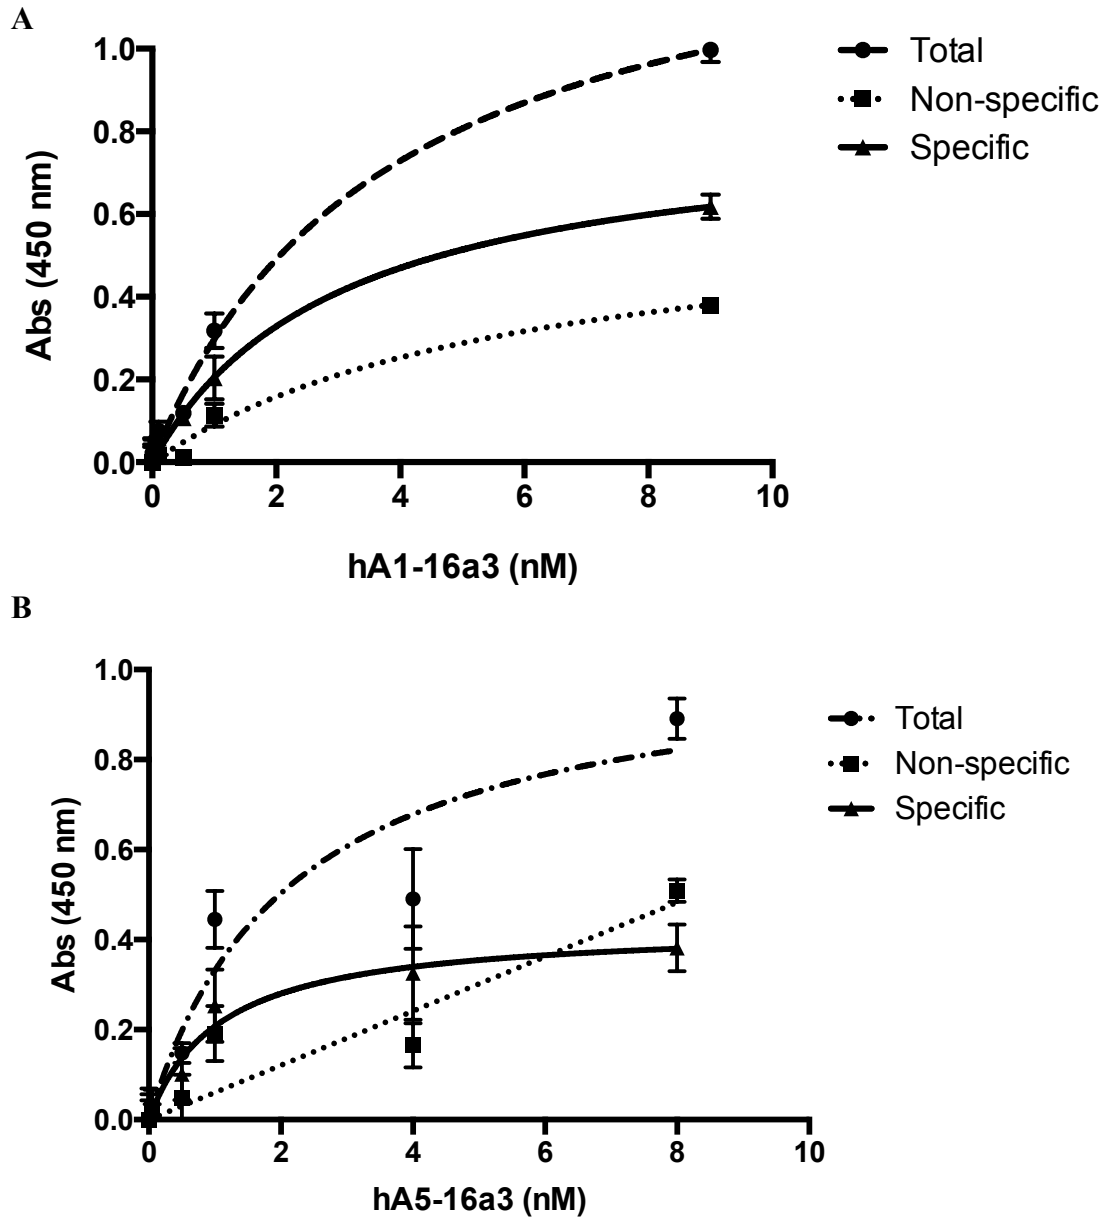 A
1.0
0.8
0.6
0.4
0.2
0.0
Abs (450 nm)
0 2 4 6 8 10
hA1-16a3 (nM)
Total
Non-specific
Specific
B
1.0
0.8
0.6
0.4
0.2
0.0
Abs (450 nm)
0 2 4 6 8 10
hA5-16a3 (nM)
Total
Non-specific
Specific